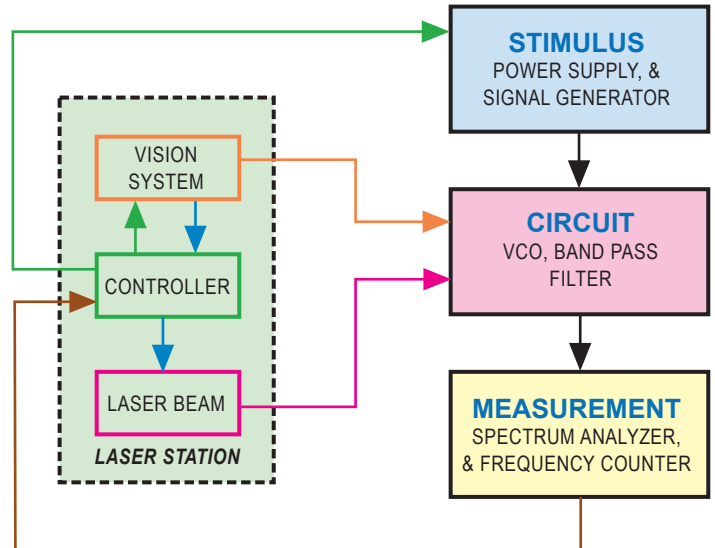 STIMULUS
POWER SUPPLY, &
SIGNAL GENERATOR
VISION
SYSTEM
CIRCUIT
VCO, BAND PASS
FILTER
CONTROLLER
LASER BEAM
LASER STATION
MEASUREMENT
SPECTRUM ANALYZER,
& FREQUENCY COUNTER